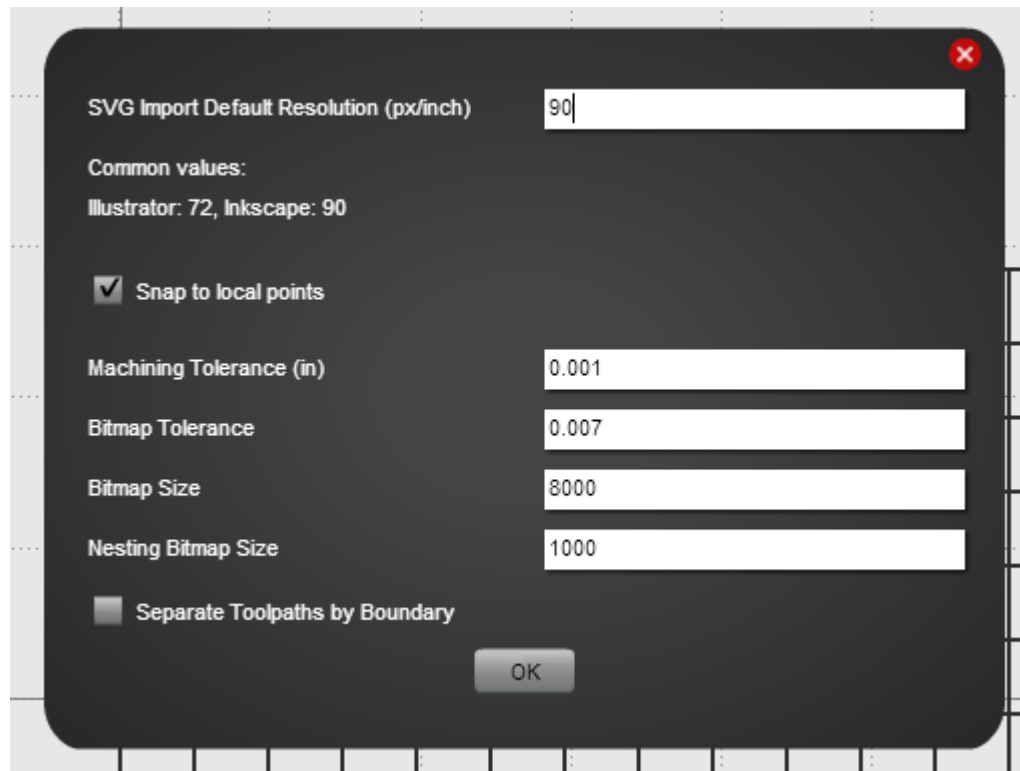 SVG Import Default Resolution (px/inch) 90
Common values:
Illustrator: 72, Inkscape: 90
Snap to local points
Machining Tolerance (in) 0.001
Bitmap Tolerance 0.007
Bitmap Size 8000
Nesting Bitmap Size 1000
Separate Toolpaths by Boundary
OK